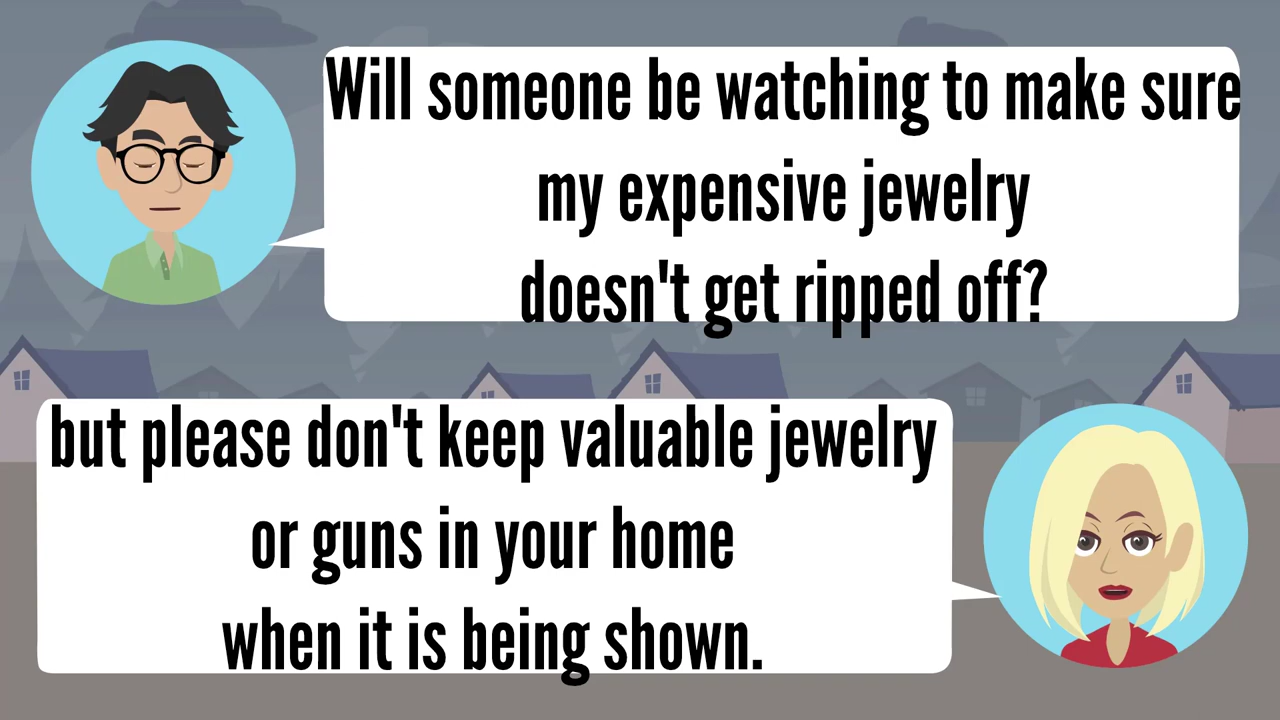 Will someone be watching to make sure
my expensive jewelry
doesn't get ripped off?
but please don't keep valuable jewelry
or guns in your home
when it is being shown.